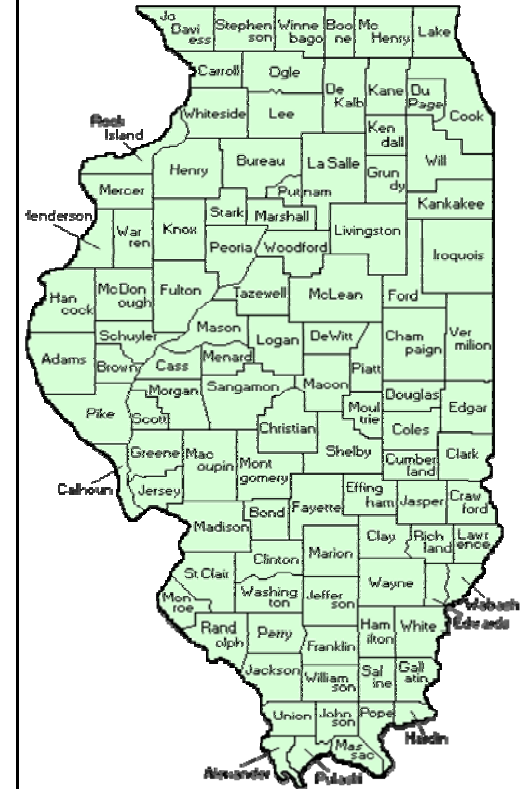 Jo
Davi
ess
Stephen
son
Winne
bago
Boo
ne
Mc
Henry
Lake
Carroll
Ogle
De
Kalb
Kane
Du
Page
Cook
Whiteside
Lee
Ken
dall
Rock
Island
Henry
Bureau
La Salle
Grun
dy
Will
Mercer
Putnam
Kankakee
Henderson
War
ren
Knox
Stark
Marshall
Livingston
Peoria
Woodford
Iroquois
Han
cock
McDon
ough
Fulton
Tazewell
McLean
Ford
Schuyler
Mason
Logan
DeWitt
Cham
paign
Ver
milion
Adams
Brown
Cass
Menard
Piatt
Morgan
Sangamon
Macon
Douglas
Edgar
Pike
Scott
Christian
Moul
trie
Coles
Greene
Mac
oupin
Mont
gomery
Shelby
Cumber
land
Clark
Calhoun
Jersey
Bond
Fayette
Effing
ham
Jasper
Craw
ford
Madison
Clay
Rich
land
Lawr
ence
Clinton
Marion
St Clair
Washing
ton
Jeffer
son
Wayne
Wabash
Edwards
Mon
roe
Rand
olph
Perry
Franklin
Ham
ilton
White
Jackson
William
son
Sal
ine
Gall
atin
Union
John
son
Pope
Hardin
Mas
sac
Alexander
Pulaski